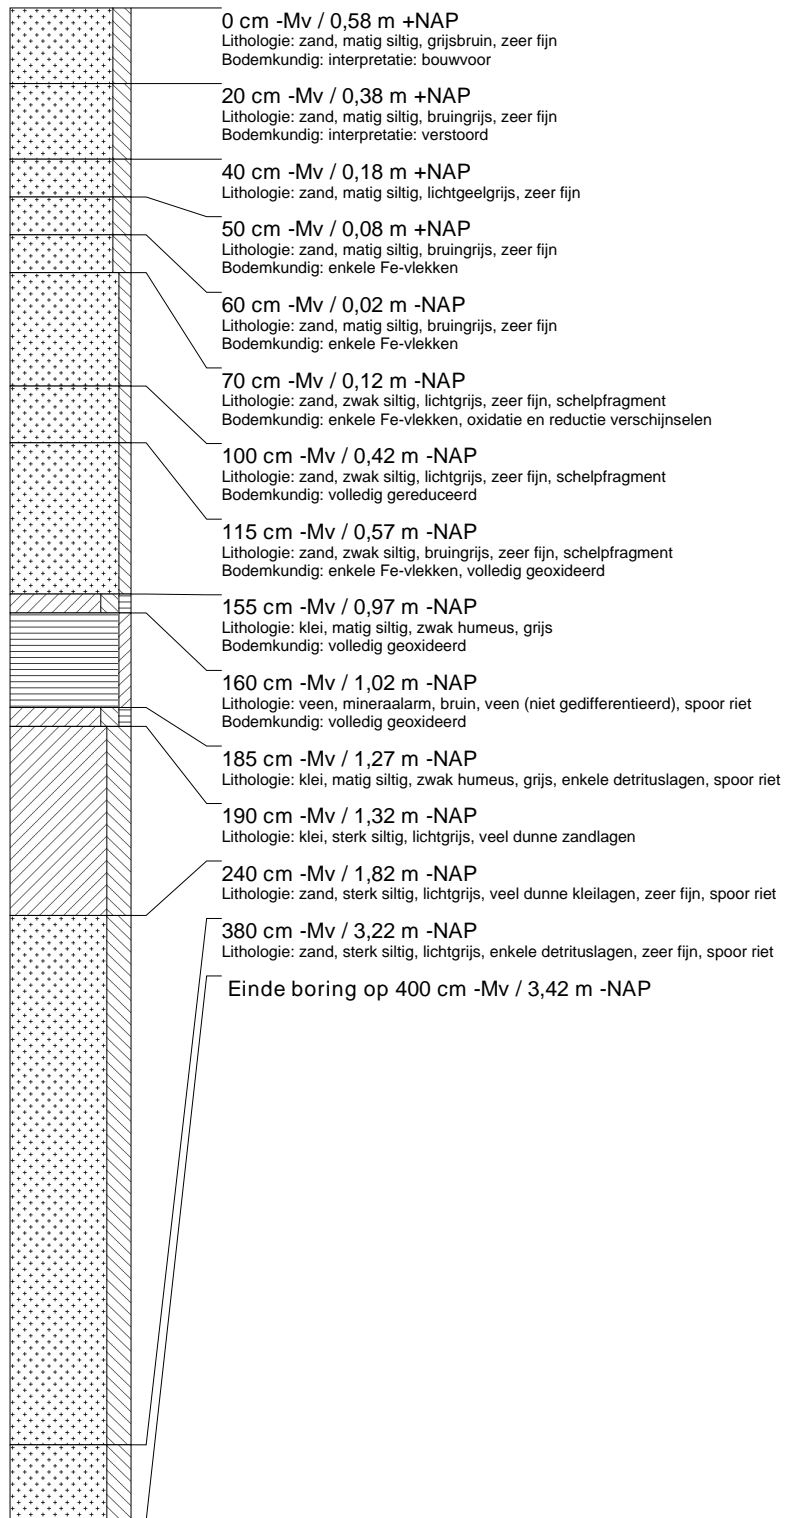 0 cm -Mv / 0,58 m +NAP
Lithologie: zand, matig siltig, grijsbruin, zeer fijn
Bodemkundig: interpretatie: bouwvoor
20 cm -Mv / 0,38 m +NAP
Lithologie: zand, matig siltig, bruingrijs, zeer fijn
Bodemkundig: interpretatie: verstoord
40 cm -Mv / 0,18 m +NAP
Lithologie: zand, matig siltig, lichtgeelgrijs, zeer fijn
50 cm -Mv / 0,08 m +NAP
Lithologie: zand, matig siltig, bruingrijs, zeer fijn
Bodemkundig: enkele Fe-vlekken
60 cm -Mv / 0,02 m -NAP
Lithologie: zand, matig siltig, bruingrijs, zeer fijn
Bodemkundig: enkele Fe-vlekken
70 cm -Mv / 0,12 m -NAP
Lithologie: zand, zwak siltig, lichtgrijs, zeer fijn, schelpfragment
Bodemkundig: enkele Fe-vlekken, oxidatie en reductie verschijnselen
100 cm -Mv / 0,42 m -NAP
Lithologie: zand, zwak siltig, lichtgrijs, zeer fijn, schelpfragment
Bodemkundig: volledig gereduceerd
115 cm -Mv / 0,57 m -NAP
Lithologie: zand, zwak siltig, bruingrijs, zeer fijn, schelpfragment
Bodemkundig: enkele Fe-vlekken, volledig geoxideerd
155 cm -Mv / 0,97 m -NAP
Lithologie: klei, matig siltig, zwak humeus, grijs
Bodemkundig: volledig geoxideerd
160 cm -Mv / 1,02 m -NAP
Lithologie: veen, mineraalarm, bruin, veen (niet gedifferentieerd), spoor riet
Bodemkundig: volledig geoxideerd
185 cm -Mv / 1,27 m -NAP
Lithologie: klei, matig siltig, zwak humeus, grijs, enkele detrituslagen, spoor riet
190 cm -Mv / 1,32 m -NAP
Lithologie: klei, sterk siltig, lichtgrijs, veel dunne zandlagen
240 cm -Mv / 1,82 m -NAP
Lithologie: zand, sterk siltig, lichtgrijs, veel dunne kleilagen, zeer fijn, spoor riet
380 cm -Mv / 3,22 m -NAP
Lithologie: zand, sterk siltig, lichtgrijs, enkele detrituslagen, zeer fijn, spoor riet
Einde boring op 400 cm -Mv / 3,42 m -NAP